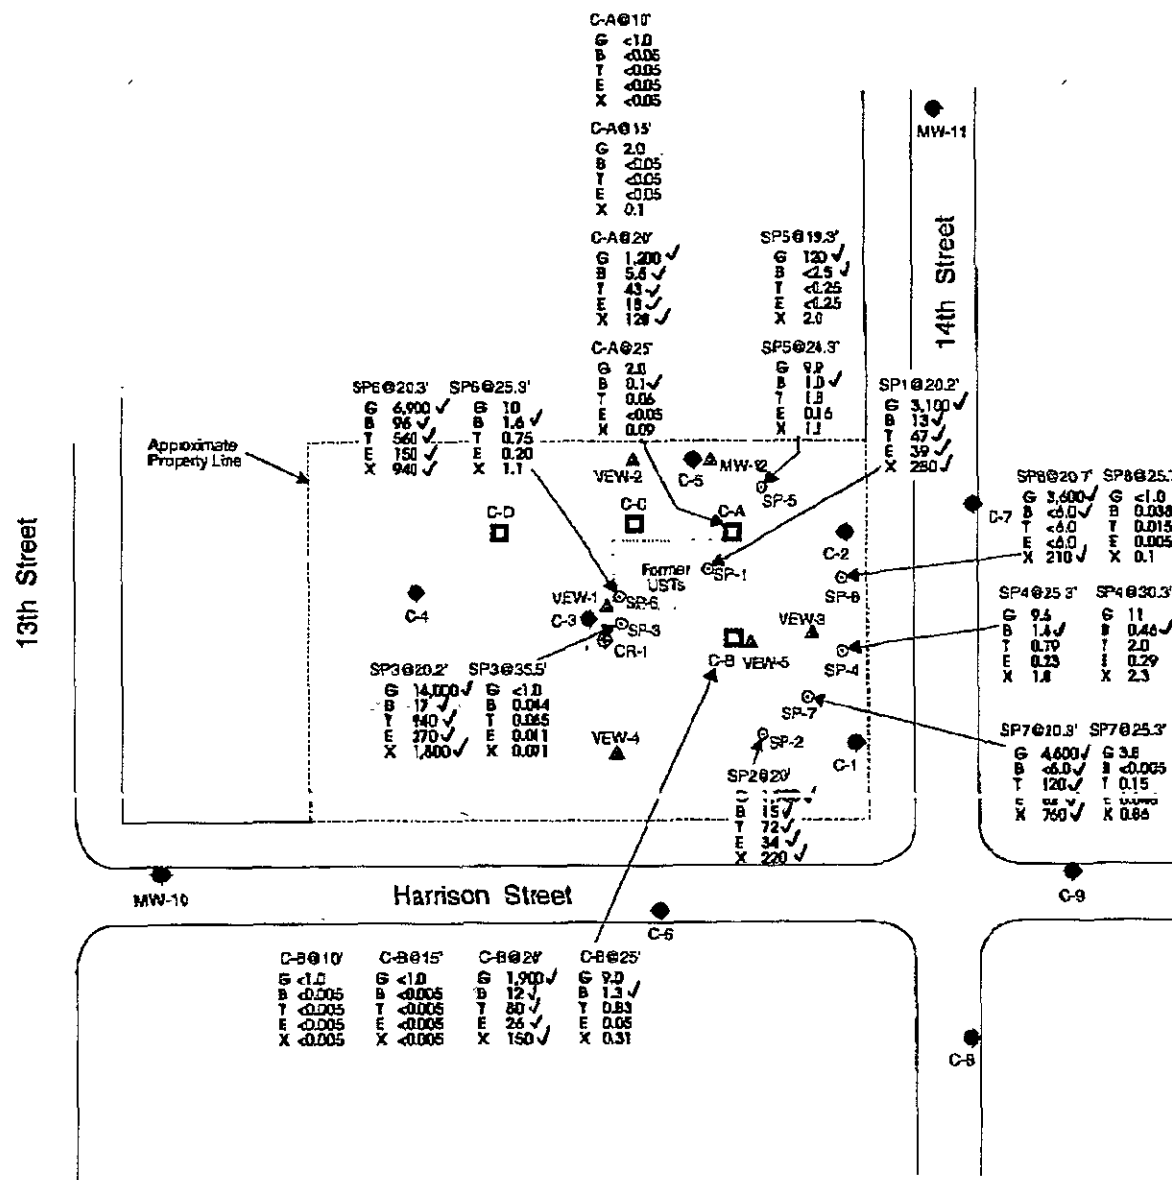 C-A@10'
G <1.0
B <0.05
T <0.05
E <0.05
X <0.05
C-A@15'
G 2.0
B <0.05
T <0.05
E <0.05
X 0.1
C-A@20'
G 1,200 ✓
B 5.6 ✓
T 43 ✓
E 18 ✓
X 120 ✓
C-A@25'
G 2.0
B 0.1 ✓
T 0.06
E <0.05
X 0.09
SP5@19.3'
G 120 ✓
B <2.5 ✓
T <0.25
E <0.25
X 2.0
SP5@24.3'
G 9.9
B 1.0 ✓
T 1.8
E 0.16
X 1.1
MW-11
14th Street
SP6@20.3'
G 6,900 ✓
B 96 ✓
T 560 ✓
E 150 ✓
X 940 ✓
SP6@25.3'
G 10
B 1.6 ✓
T 0.75
E 0.20
X 1.1
SP1@20.2'
G 3,100 ✓
B 13 ✓
T 47 ✓
E 39 ✓
X 280 ✓
Approximate
Property Line
VEW-2
C-5
MW-12
SP-5
C-D
C-C
C-A
C-2
C-7
SP8@20.7'
G 3,600 ✓
B <6.0 ✓
T <6.0
E <6.0
X 210 ✓
SP8@25.
G <1.0
B 0.038
T 0.015
E 0.005
X 0.1
13th Street
Former
USTs
SP-1
SP-8
C-4
VEW-1
SP-6
C-3
SP-3
CR-1
VEW-3
C-B
VEW-5
SP-4
SP4@25.3'
G 9.6
B 1.4 ✓
T 0.79
E 0.23
X 1.8
SP4@30.3'
G 11
B 0.46 ✓
T 2.0
E 0.29
X 2.3
SP3@20.2'
G 14,000 ✓
B 17 ✓
T 940 ✓
E 270 ✓
X 1,800 ✓
SP3@35.5'
G <1.0
B 0.044
T 0.065
E 0.011
X 0.091
SP-7
VEW-4
SP-2
C-1
SP2@20'
B 15 ✓
T 72 ✓
E 34 ✓
X 220 ✓
SP7@20.3'
G 4,600 ✓
B <6.0 ✓
T 120 ✓
X 760 ✓
SP7@25.3'
G 3.8
B <0.005
T 0.15
X 0.86
MW-10
Harrison Street
C-6
C-9
C-B@10'
G <1.0
B <0.005
T <0.005
E <0.005
X <0.005
C-B@15'
G <1.0
B <0.005
T <0.005
E <0.005
X <0.005
C-B@20'
G 1,900 ✓
B 12 ✓
T 80 ✓
E 26 ✓
X 150 ✓
C-B@25'
G 9.0
B 1.3 ✓
T 0.83
E 0.05
X 0.31
C-8